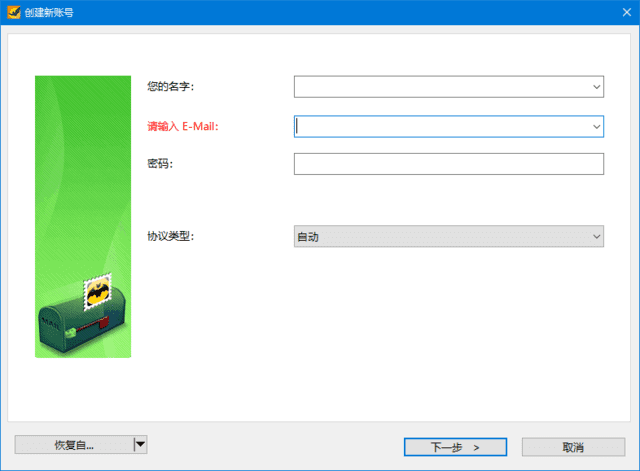 创建新账号
您的名字:
请输入 E-Mail:
密码:
协议类型:
自动
MAIL
恢复自...
下一步 >
取消